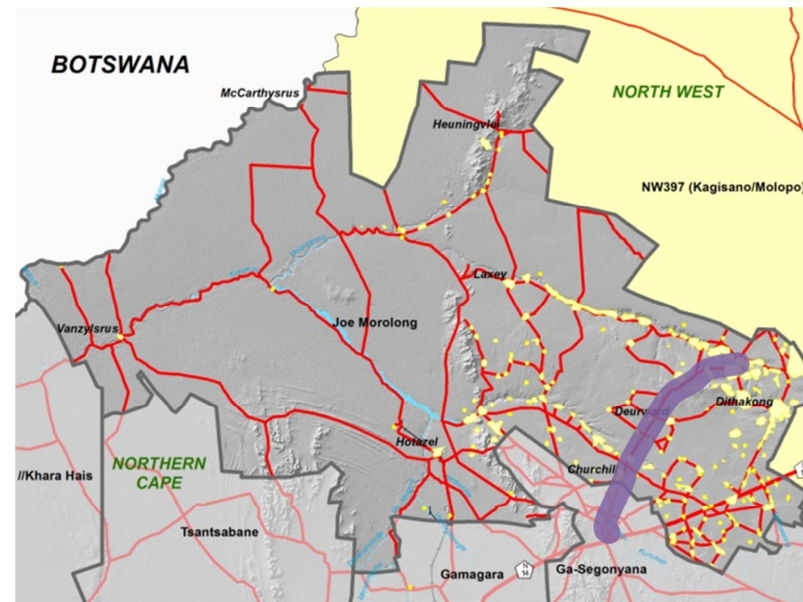 BOTSWANA
McCarthysrus
NORTH WEST
Heuningvlei
NW397 (Kagisano/Molopo)
Laxey
Joe Morolong
Vanzylsrus
Dithakong
Deurward
Hotazel
Churchill
NORTHERN
CAPE
//Khara Hais
Tsantsabane
Gamagara
N
14
Ga-Segonyana